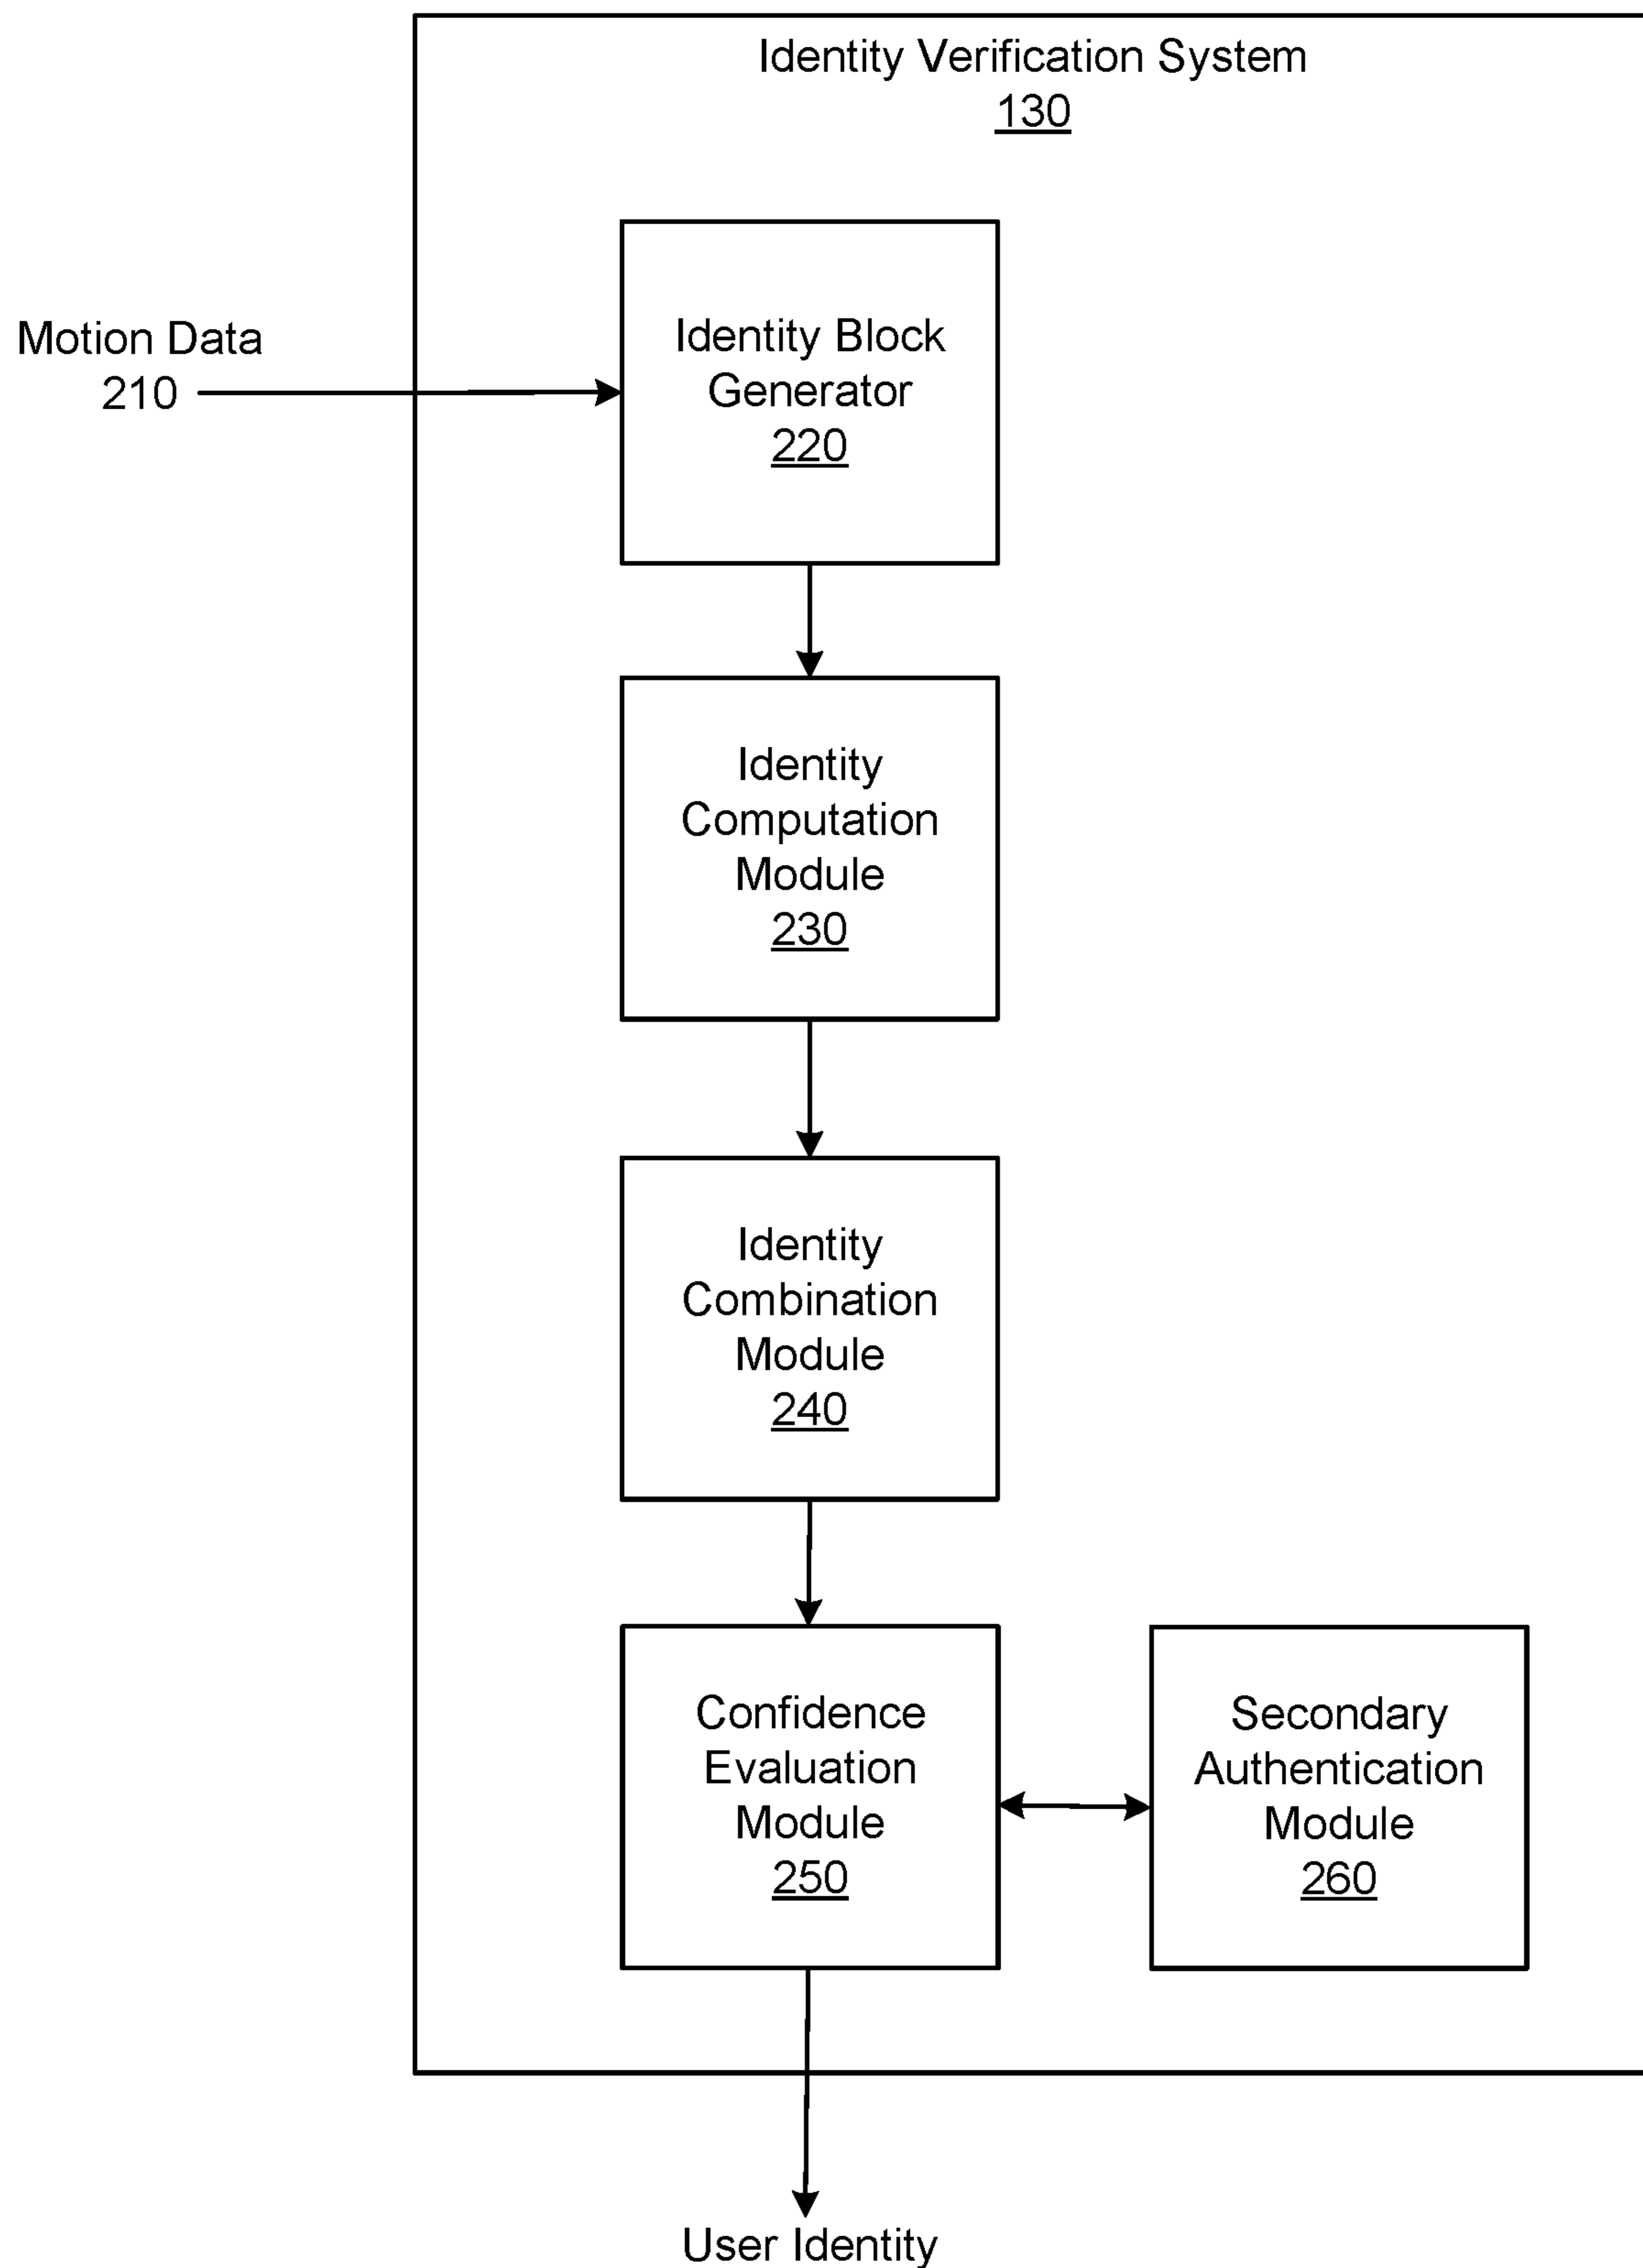 Identity Verification System
130
Motion Data
210
Identity Block
Generator
220
Identity
Computation
Module
230
Identity
Combination
Module
240
Confidence
Evaluation
Module
250
Secondary
Authentication
Module
260
User Identity